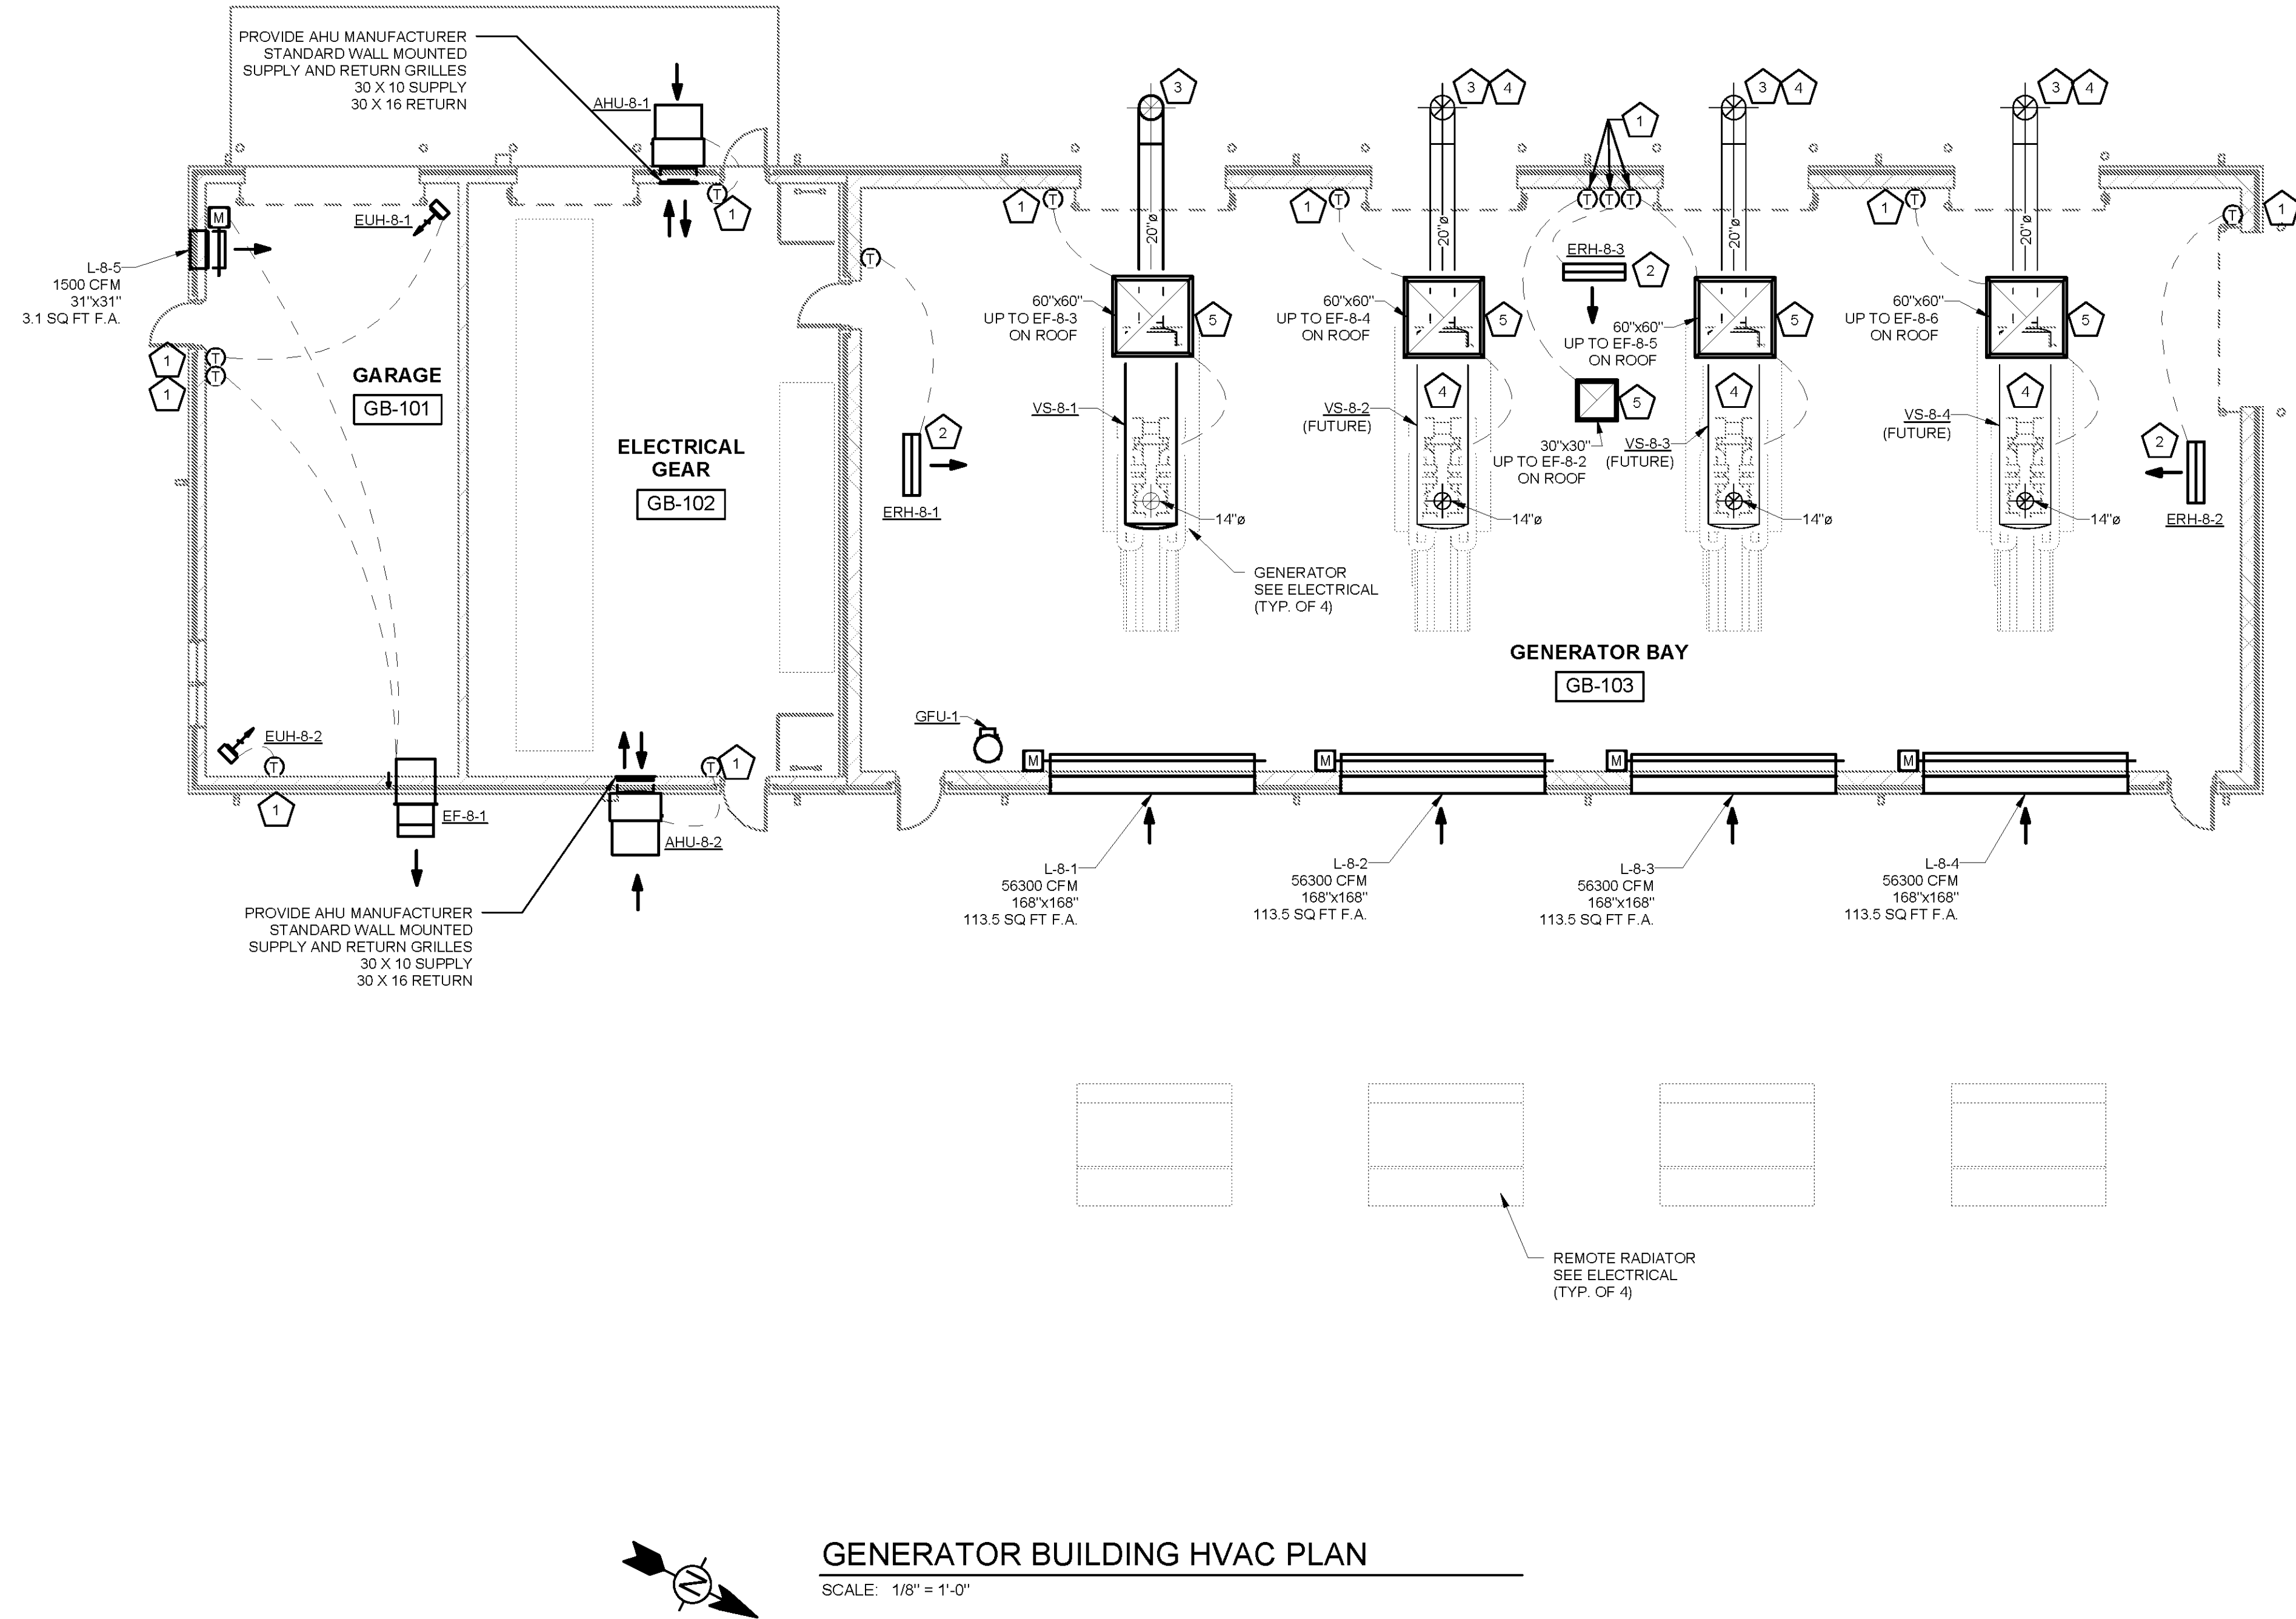 PROVIDE AHU MANUFACTURER
STANDARD WALL MOUNTED
SUPPLY AND RETURN GRILLES
30 X 10 SUPPLY
30 X 16 RETURN
AHU-8-1
3
3 4
3 4
3 4
1
T
1
EUH-8-1
M
L-8-5
1500 CFM
31"x31"
3.1 SQ FT F.A.
1
T
1
T
T T T
1
T
T
1
T
20"ø
20"ø
20"ø
20"ø
ERH-8-3
2
60"x60"
UP TO EF-8-3
ON ROOF
5
60"x60"
UP TO EF-8-4
ON ROOF
5
60"x60"
UP TO EF-8-5
ON ROOF
5
60"x60"
UP TO EF-8-6
ON ROOF
5
1
1
T
T
GARAGE
GB-101
ELECTRICAL
GEAR
GB-102
2
ERH-8-1
VS-8-1
14"ø
VS-8-2
(FUTURE)
4
14"ø
5
30"x30"
UP TO EF-8-2
ON ROOF
VS-8-3
(FUTURE)
4
14"ø
VS-8-4
(FUTURE)
4
14"ø
2
ERH-8-2
GENERATOR
SEE ELECTRICAL
(TYP. OF 4)
GENERATOR BAY
GB-103
GFU-1
EUH-8-2
T
1
EF-8-1
T
1
AHU-8-2
M
M
M
M
L-8-1
56300 CFM
168"x168"
113.5 SQ FT F.A.
L-8-2
56300 CFM
168"x168"
113.5 SQ FT F.A.
L-8-3
56300 CFM
168"x168"
113.5 SQ FT F.A.
L-8-4
56300 CFM
168"x168"
113.5 SQ FT F.A.
PROVIDE AHU MANUFACTURER
STANDARD WALL MOUNTED
SUPPLY AND RETURN GRILLES
30 X 10 SUPPLY
30 X 16 RETURN
REMOTE RADIATOR
SEE ELECTRICAL
(TYP. OF 4)
N
GENERATOR BUILDING HVAC PLAN
SCALE: 1/8" = 1'-0"